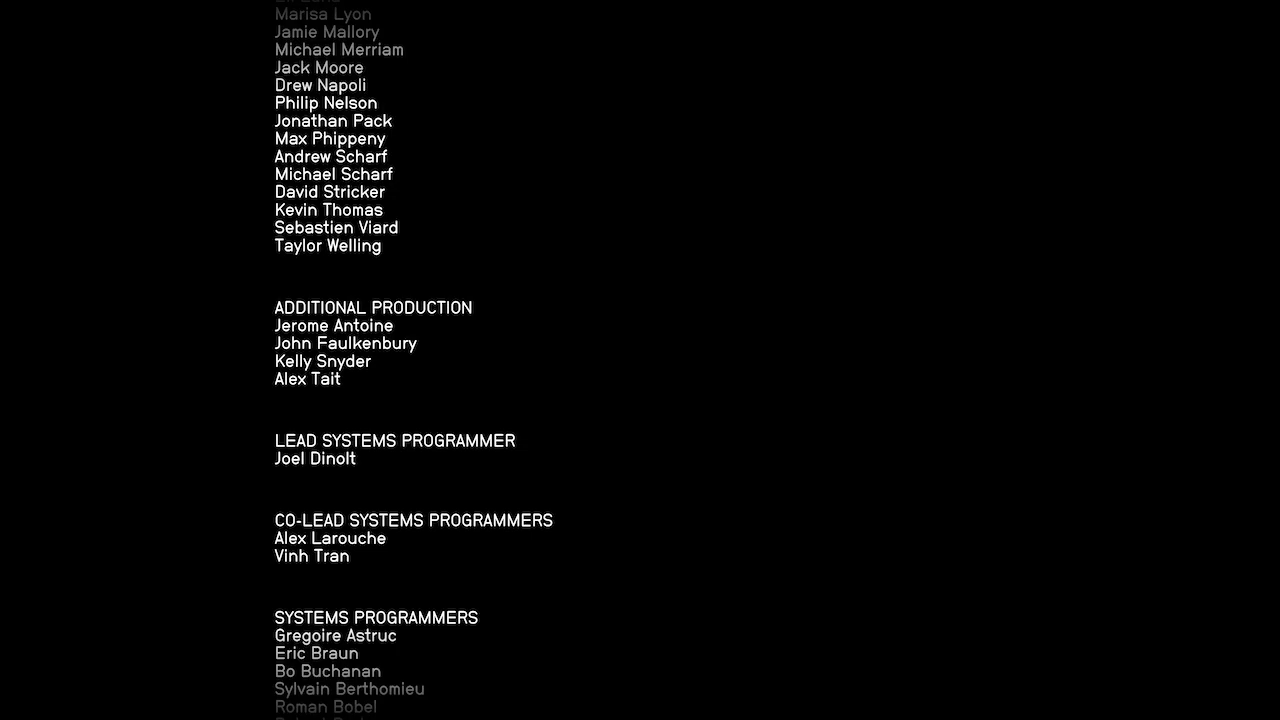 Marisa Lyon
Jamie Mallory
Michael Merriam
Jack Moore
Drew Napoli
Philip Nelson
Jonathan Pack
Max Phippeny
Andrew Scharf
Michael Scharf
David Stricker
Kevin Thomas
Sebastien Viard
Taylor Welling
ADDITIONAL PRODUCTION
Jerome Antoine
John Faulkenbury
Kelly Snyder
Alex Tait
LEAD SYSTEMS PROGRAMMER
Joel Dinolt
CO-LEAD SYSTEMS PROGRAMMERS
Alex Larouche
Vinh Tran
SYSTEMS PROGRAMMERS
Gregoire Astruc
Eric Braun
Bo Buchanan
Sylvain Berthomieu
Roman Bobel